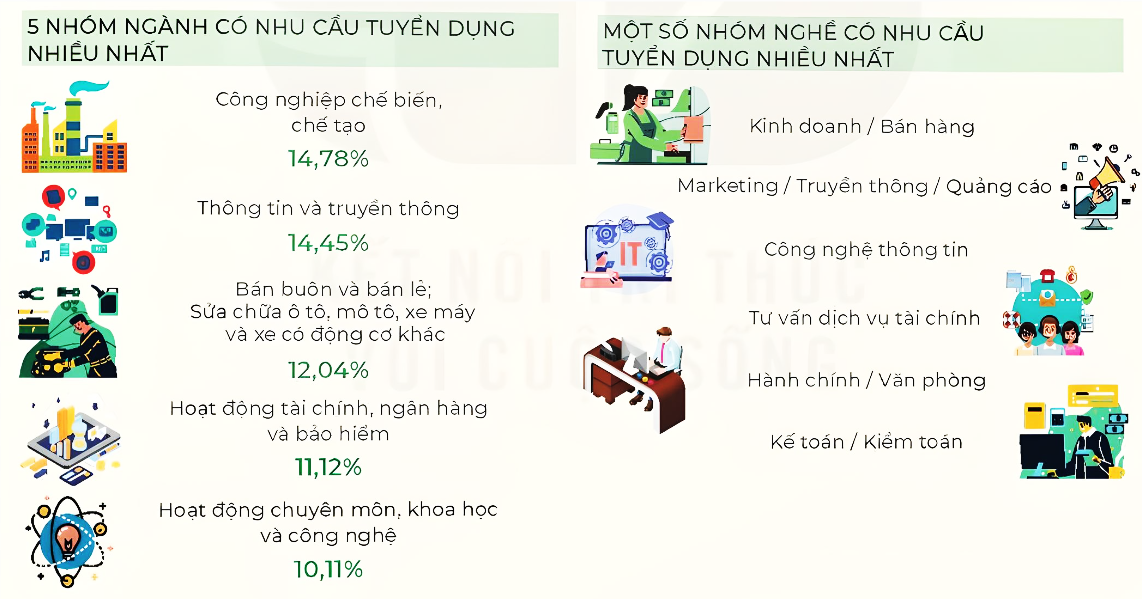 5 NHÓM NGÀNH CÓ NHU CẦU TUYỂN DỤNG
NHIỀU NHẤT
Công nghiệp chế biến,
chế tạo
14,78%
Thông tin và truyền thông
14,45%
Bán buôn và bán lẻ;
Sửa chữa ô tô, mô tô, xe máy
và xe có động cơ khác
12,04%
Hoạt động tài chính, ngân hàng
và bảo hiểm
11,12%
Hoạt động chuyên môn, khoa học
và công nghệ
10,11%
MỘT SỐ NHÓM NGHỀ CÓ NHU CẦU
TUYỂN DỤNG NHIỀU NHẤT
Kinh doanh / Bán hàng
Marketing / Truyền thông / Quảng cáo
IT
Công nghệ thông tin
Tư vấn dịch vụ tài chính
Hành chính / Văn phòng
Kế toán / Kiểm toán